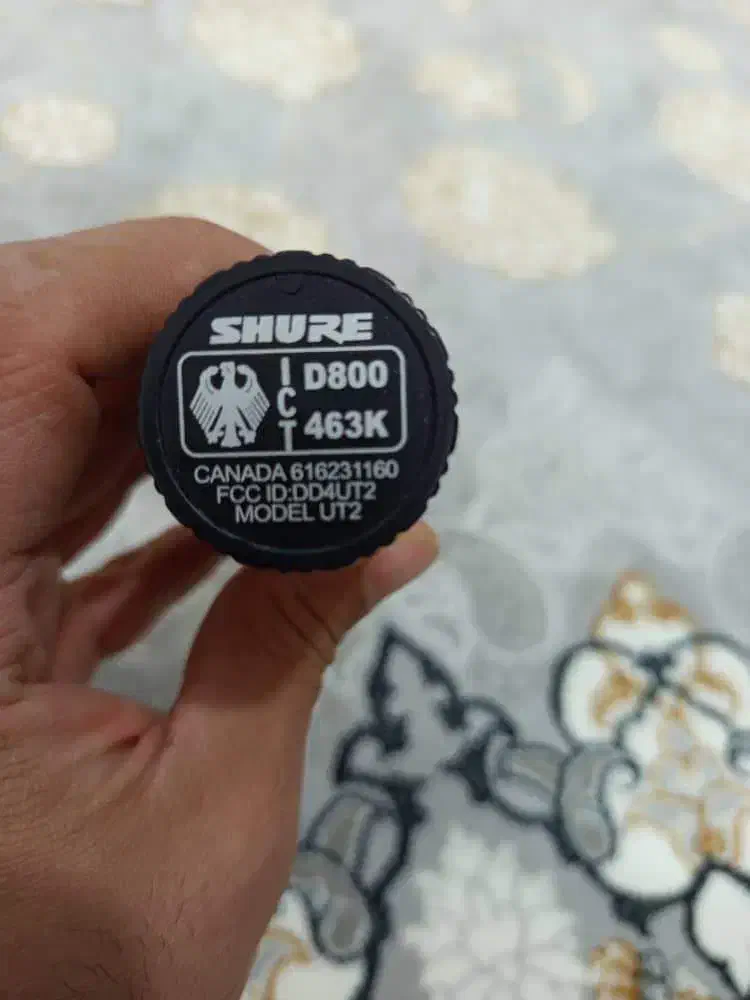 SHURE
ICT
D800
463K
CANADA 616231160
FCC ID:DD4UT2
MODEL UT2